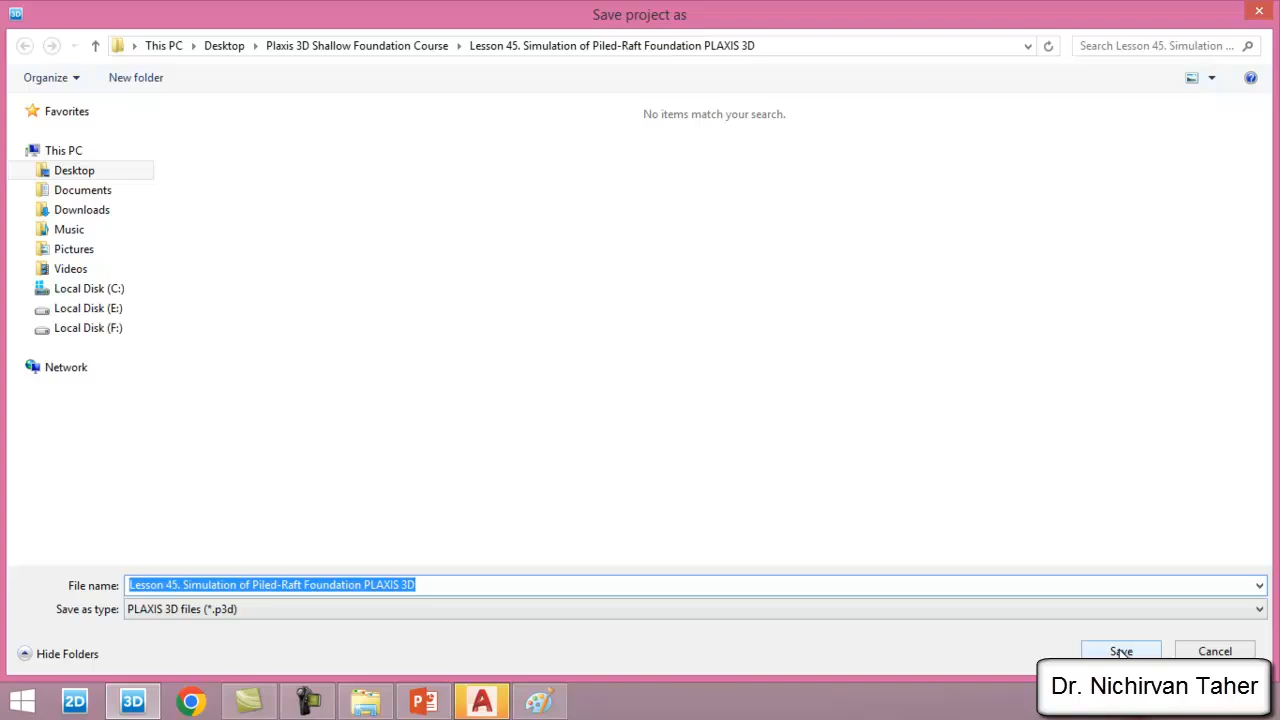 3D
Save project as
This PC
Desktop
Plaxis 3D Shallow Foundation Course
Lesson 45. Simulation of Piled-Raft Foundation PLAXIS 3D
Search Lesson 45. Simulation ...
Organize
New folder
Favorites
No items match your search.
This PC
Desktop
Documents
Downloads
Music
Pictures
Videos
Local Disk (C:)
Local Disk (E:)
Local Disk (F:)
Network
File name: Lesson 45. Simulation of Piled-Raft Foundation PLAXIS 3D
Save as type: PLAXIS 3D files (*.p3d)
Hide Folders
Save
Cancel
2D
3D
Dr. Nichirvan Taher